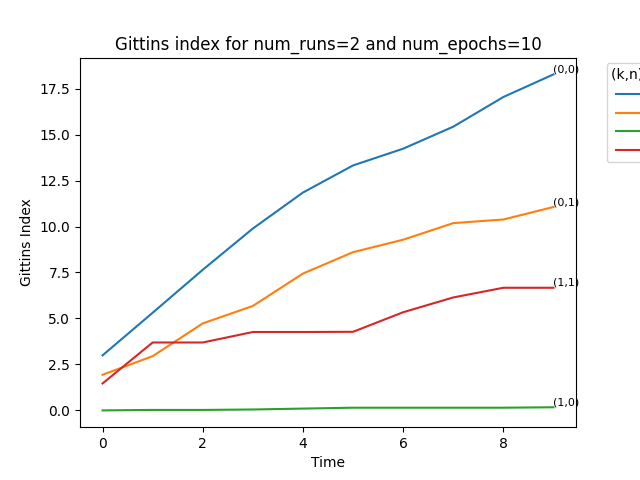 Gittins index for num_runs=2 and num_epochs=10
(k,n)
17.5
15.0
12.5
10.0
7.5
5.0
2.5
0.0
Gittins Index
(0,0)
(0,1)
(1,1)
(1,0)
0 2 4 6 8
Time